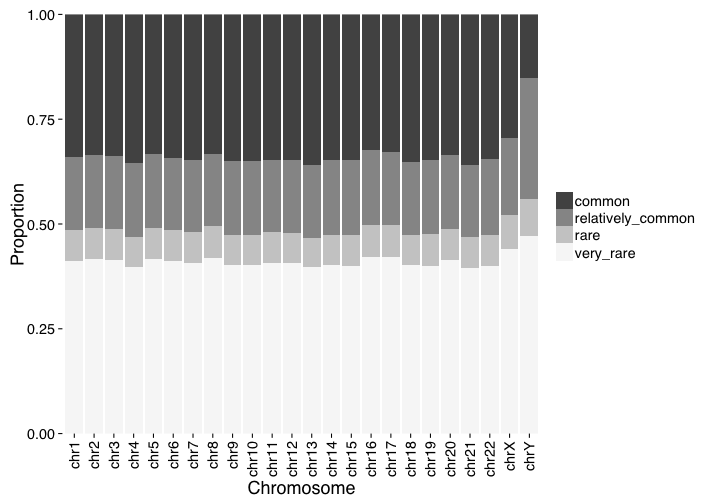 1.00
0.75
0.50
0.25
0.00
Proportion
chr1
chr2
chr3
chr4
chr5
chr6
chr7
chr8
chr9
chr10
chr11
chr12
chr13
chr14
chr15
chr16
chr17
chr18
chr19
chr20
chr21
chr22
chrX
chrY
Chromosome
common
relatively_common
rare
very_rare